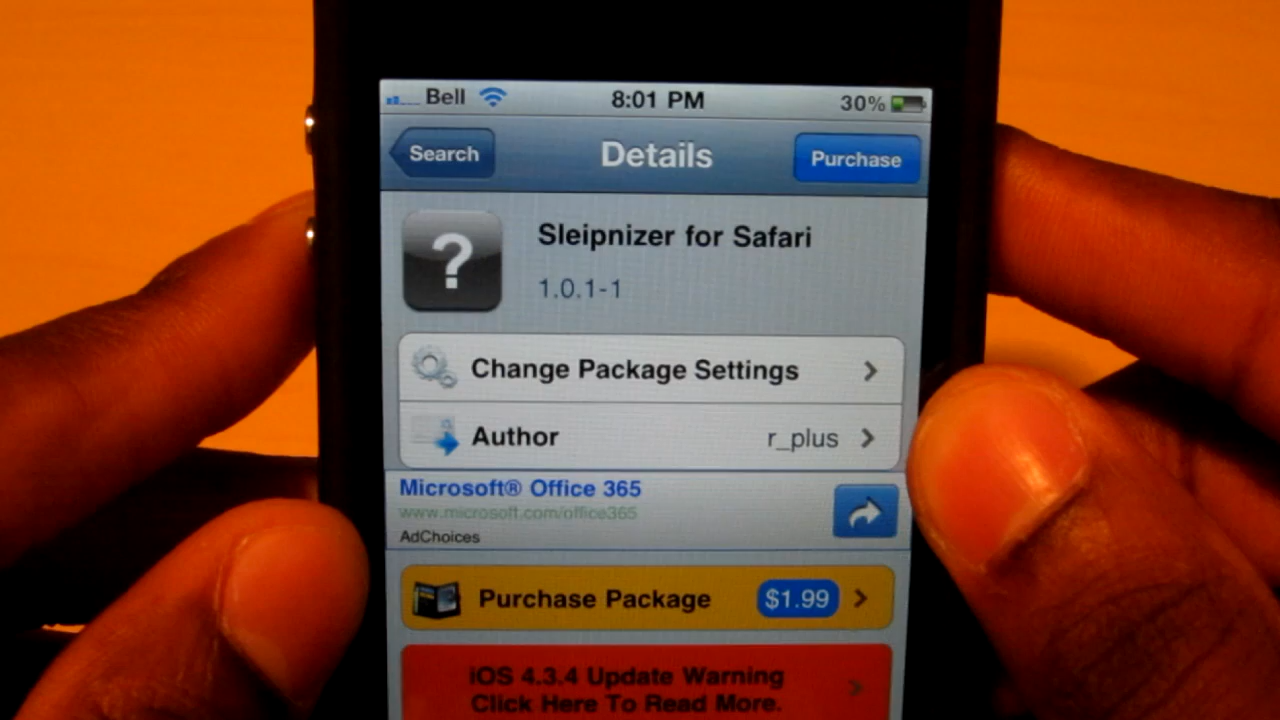 Bell 8:01 PM 30%
Search Details Purchase
?
Sleipnizer for Safari
1.0.1-1
Change Package Settings
Author r_plus
Microsoft® Office 365
www.microsoft.com/office365
AdChoices
Purchase Package $1.99
iOS 4.3.4 Update Warning
Click Here To Read More.